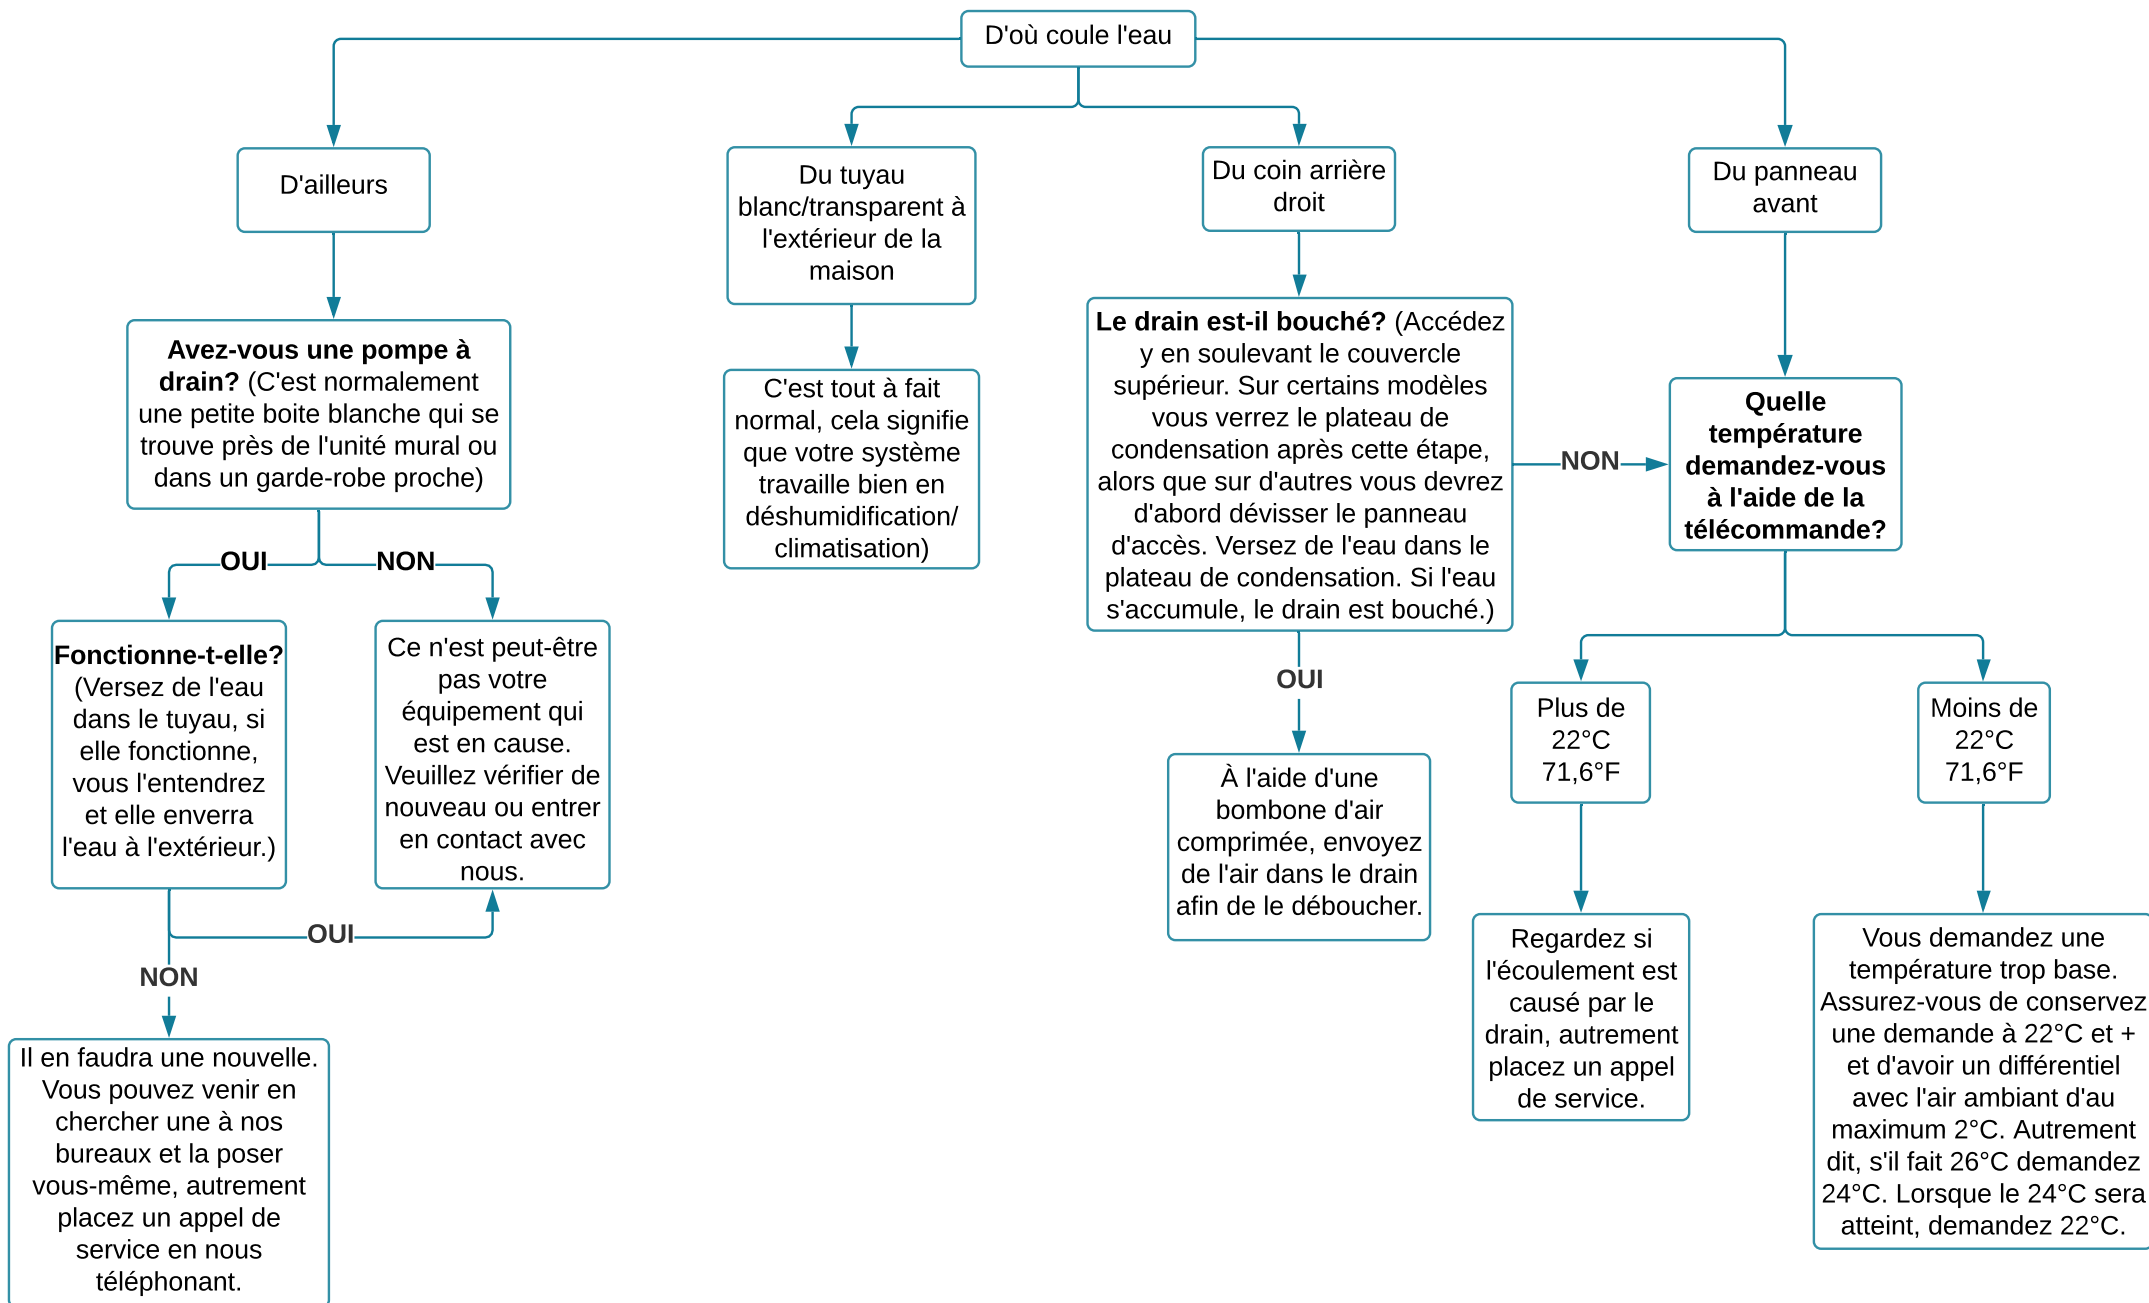 D'où coule l'eau
D'ailleurs
Du tuyau
blanc/transparent à
l'extérieur de la
maison
Du coin arrière
droit
Du panneau
avant
Avez-vous une pompe à
drain? (C'est normalement
une petite boite blanche qui se
trouve près de l'unité mural ou
dans un garde-robe proche)
C'est tout à fait
normal, cela signifie
que votre système
travaille bien en
déshumidification/
climatisation)
Le drain est-il bouché? (Accédez
y en soulevant le couvercle
supérieur. Sur certains modèles
vous verrez le plateau de
condensation après cette étape,
alors que sur d'autres vous devrez
d'abord dévisser le panneau
d'accès. Versez de l'eau dans le
plateau de condensation. Si l'eau
s'accumule, le drain est bouché.)
NON
Quelle
température
demandez-vous
à l'aide de la
télécommande?
OUI
NON
Fonctionne-t-elle?
(Versez de l'eau
dans le tuyau, si
elle fonctionne,
vous l'entendrez
et elle enverra
l'eau à l'extérieur.)
Ce n'est peut-être
pas votre
équipement qui
est en cause.
Veuillez vérifier de
nouveau ou entrer
en contact avec
nous.
OUI
À l'aide d'une
bombone d'air
comprimée, envoyez
de l'air dans le drain
afin de le déboucher.
Plus de
22°C
71,6°F
Moins de
22°C
71,6°F
OUI
NON
Il en faudra une nouvelle.
Vous pouvez venir en
chercher une à nos
bureaux et la poser
vous-même, autrement
placez un appel de
service en nous
téléphonant.
Regardez si
l'écoulement est
causé par le
drain, autrement
placez un appel
de service.
Vous demandez une
température trop base.
Assurez-vous de conservez
une demande à 22°C et +
et d'avoir un différentiel
avec l'air ambiant d'au
maximum 2°C. Autrement
dit, s'il fait 26°C demandez
24°C. Lorsque le 24°C sera
atteint, demandez 22°C.